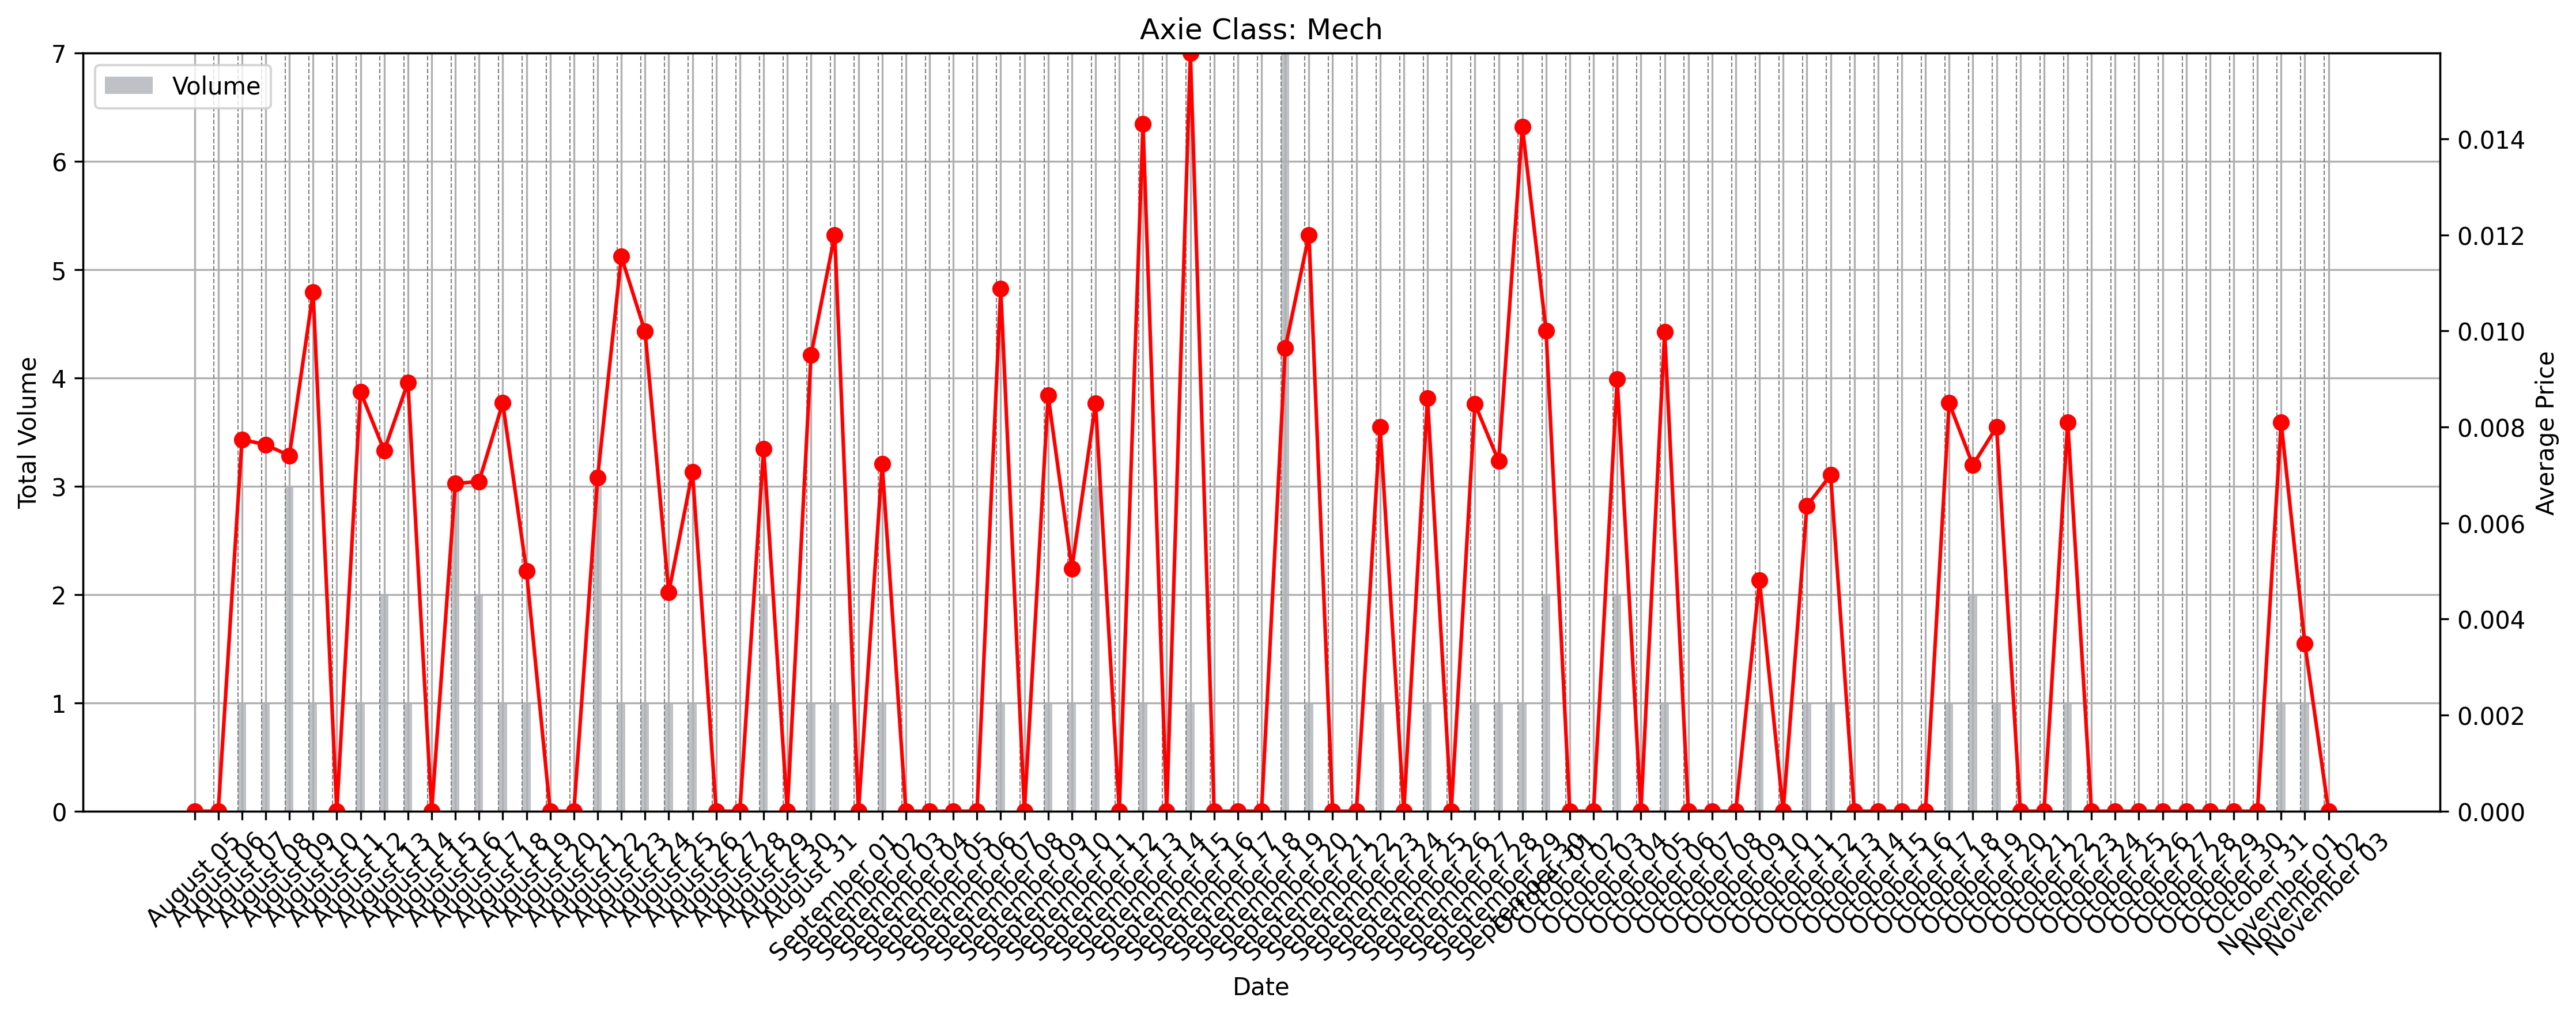 Axie Class: Mech
Volume
7
6
5
4
3
2
1
0
Total Volume
0.014
0.012
0.010
0.008
0.006
0.004
0.002
0.000
Average Price
August 05
August 06
August 07
August 08
August 09
August 10
August 11
August 12
August 13
August 14
August 15
August 16
August 17
August 18
August 19
August 20
August 21
August 22
August 23
August 24
August 25
August 26
August 27
August 28
August 29
August 30
August 31
September 01
September 02
September 03
September 04
September 05
September 06
September 07
September 08
September 09
September 10
September 11
September 12
September 13
September 14
September 15
September 16
September 17
September 18
September 19
September 20
September 21
September 22
September 23
September 24
September 25
September 26
September 27
September 28
September 29
September 30
October 01
October 02
October 03
October 04
October 05
October 06
October 07
October 08
October 09
October 10
October 11
October 12
October 13
October 14
October 15
October 16
October 17
October 18
October 19
October 20
October 21
October 22
October 23
October 24
October 25
October 26
October 27
October 28
October 29
October 30
October 31
November 01
November 02
November 03
Date